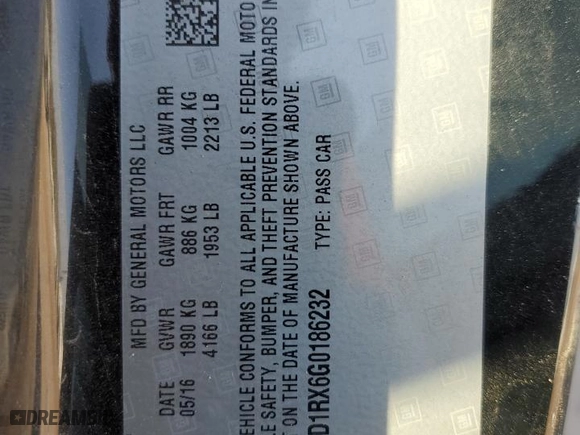 MFD BY GENERAL MOTORS LLC
DATE GVWR GAWR FRT GAWR RR
05/16 1890 KG 886 KG 1004 KG
4166 LB 1953 LB 2213 LB
EHICLE CONFORMS TO ALL APPLICABLE U.S. FEDERAL MOTO
LE SAFETY, BUMPER, AND THEFT PREVENTION STANDARDS IN
T ON THE DATE OF MANUFACTURE SHOWN ABOVE.
D1RX6G0186232 TYPE: PASS CAR
GM